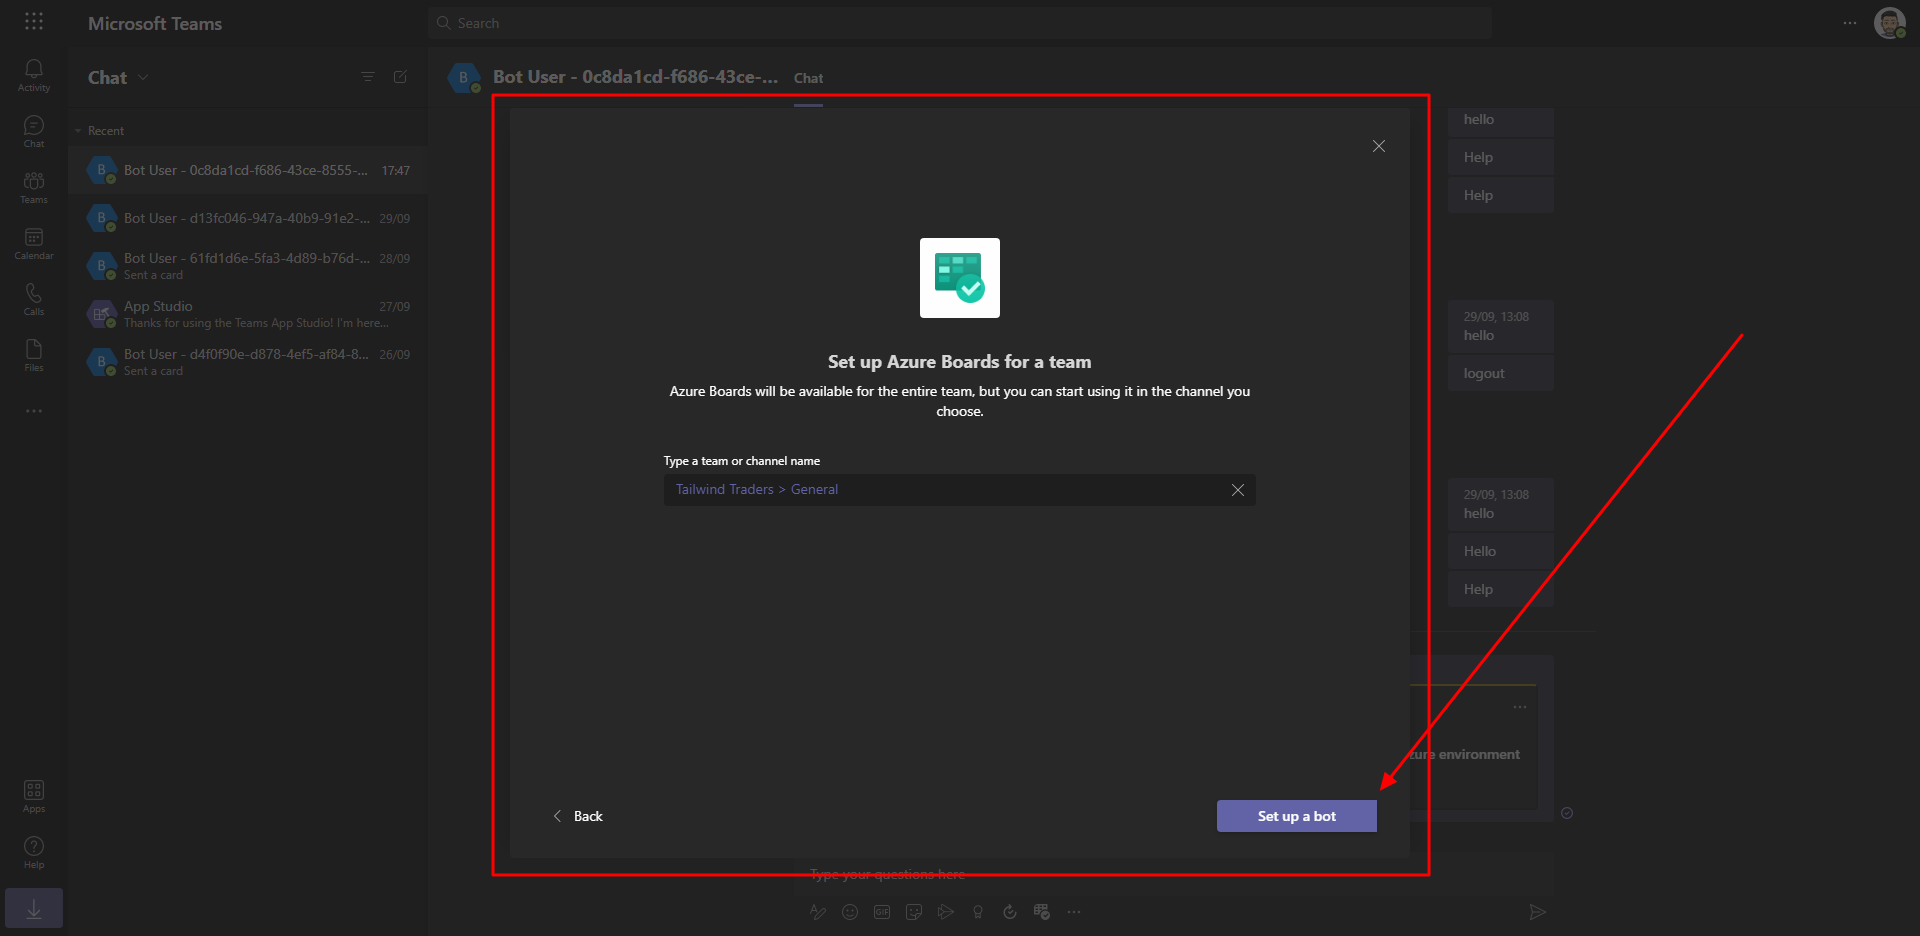 Microsoft Teams
Search
Activity
Chat
Teams
Calendar
Calls
Files
Apps
Help
Chat
Recent
B
Bot User - 0c8da1cd-f686-43ce-8555-...
17:47
B
Bot User - d13fc046-947a-40b9-91e2-...
29/09
B
Bot User - 61fd1d6e-5fa3-4d89-b76d-...
28/09
Sent a card
App Studio
27/09
Thanks for using the Teams App Studio! I'm here...
B
Bot User - d4f0f90e-d878-4ef5-af84-8...
26/09
Sent a card
B
Bot User - 0c8da1cd-f686-43ce-...
Chat
hello
Help
Help
29/09, 13:08
hello
logout
29/09, 13:08
hello
Hello
Help
zure environment
Set up Azure Boards for a team
Azure Boards will be available for the entire team, but you can start using it in the channel you
choose.
Type a team or channel name
Tailwind Traders > General
Back
Set up a bot
Type your questions here
GIF